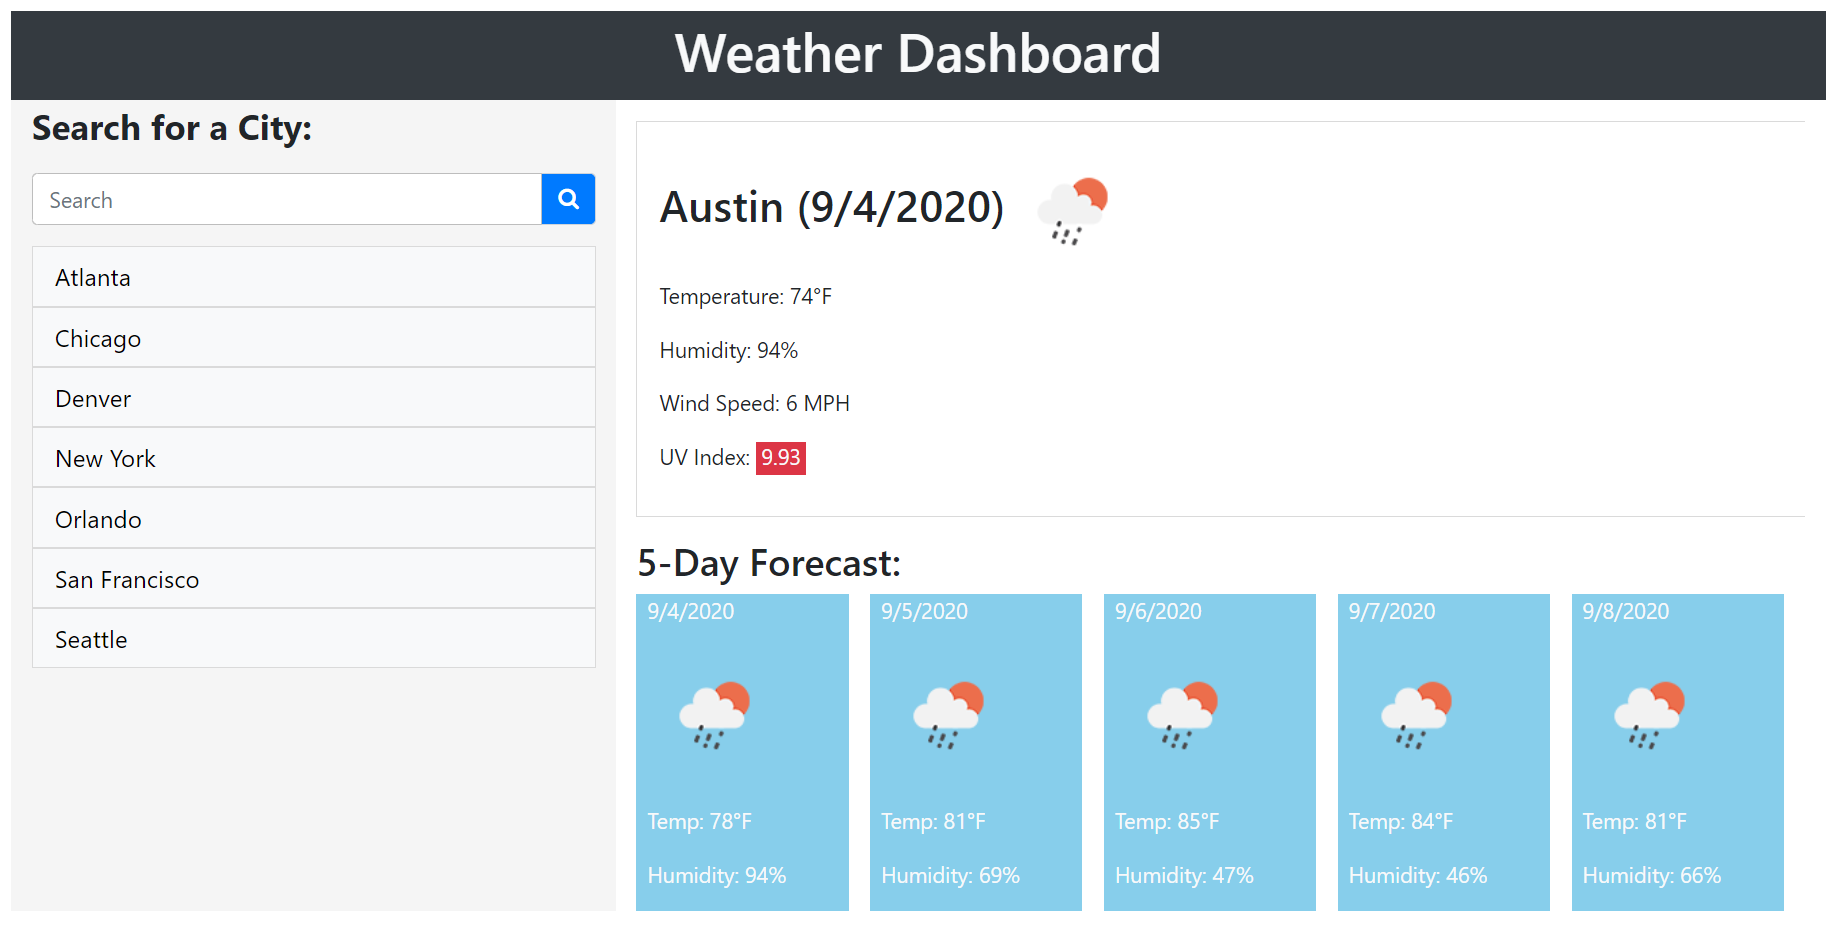 Weather Dashboard
Search for a City:
Search
Atlanta
Chicago
Denver
New York
Orlando
San Francisco
Seattle
Austin (9/4/2020)
Temperature: 74°F
Humidity: 94%
Wind Speed: 6 MPH
UV Index: 9.93
5-Day Forecast:
9/4/2020
Temp: 78°F
Humidity: 94%
9/5/2020
Temp: 81°F
Humidity: 69%
9/6/2020
Temp: 85°F
Humidity: 47%
9/7/2020
Temp: 84°F
Humidity: 46%
9/8/2020
Temp: 81°F
Humidity: 66%